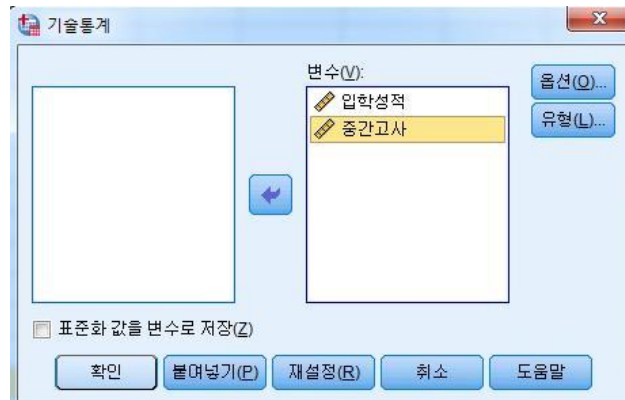 기술통계
변수(V):
입학성적
중간고사
옵션(O)...
유형(L)...
표준화 값을 변수로 저장(Z)
확인
붙여넣기(P)
재설정(R)
취소
도움말